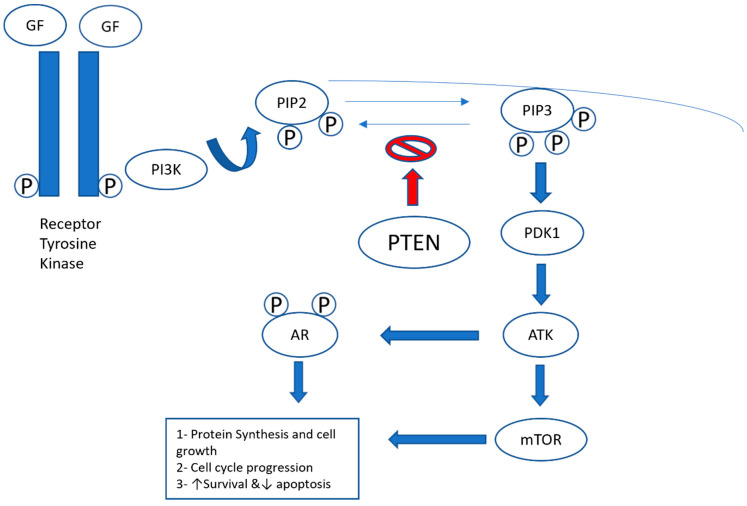 GF
GF
PIP2
P
P
PIP3
P
P
P
P
P
PI3K
Receptor
Tyrosine
Kinase
PTEN
PDK1
P
P
AR
ATK
1- Protein Synthesis and cell
growth
2- Cell cycle progression
3- ↑Survival &↓ apoptosis
mTOR